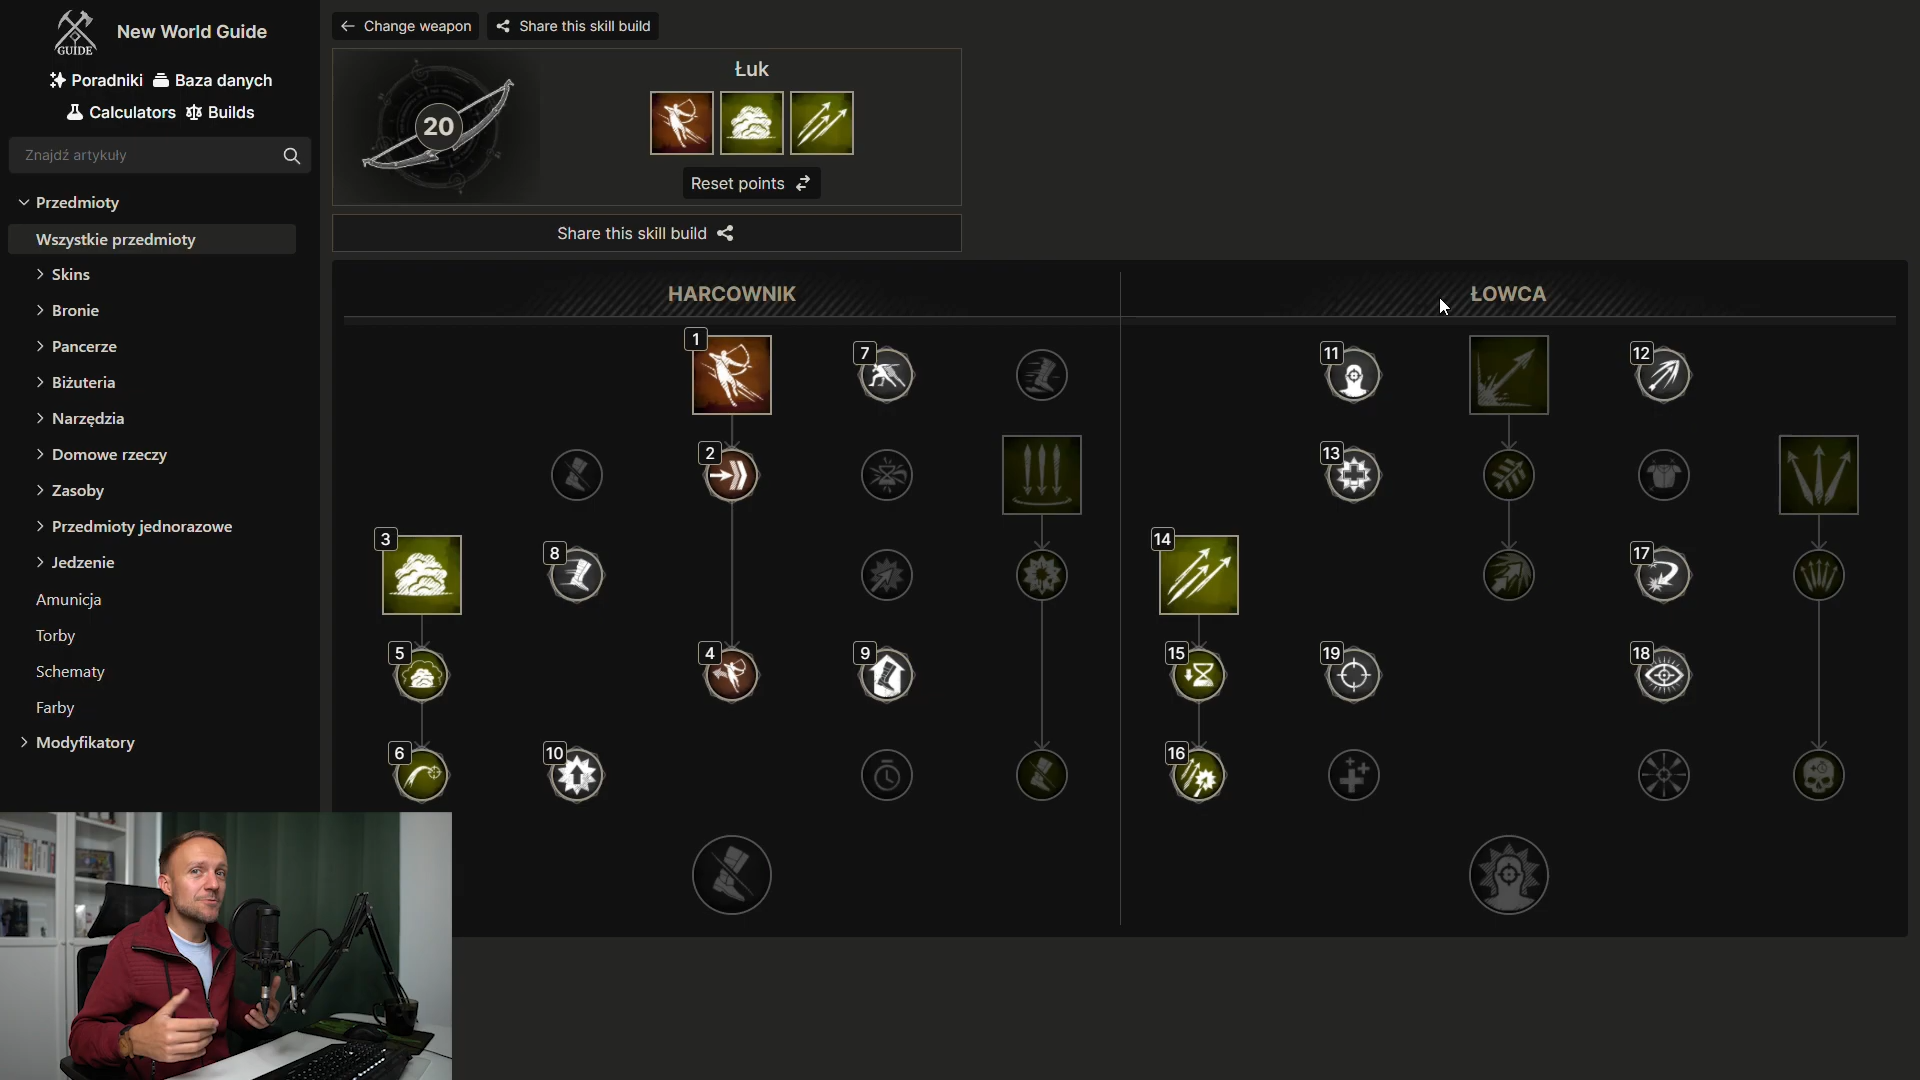 GUIDE
New World Guide
Poradniki
Baza danych
Calculators
Builds
Znajdź artykuły
Przedmioty
Wszystkie przedmioty
Skins
Bronie
Pancerze
Biżuteria
Narzędzia
Domowe rzeczy
Zasoby
Przedmioty jednorazowe
Jedzenie
Amunicja
Torby
Schematy
Farby
Modyfikatory
Change weapon
Share this skill build
20
Łuk
Reset points
Share this skill build
HARCOWNIK
1
7
2
3
8
5
4
9
6
10
ŁOWCA
11
12
13
14
17
15
19
18
16